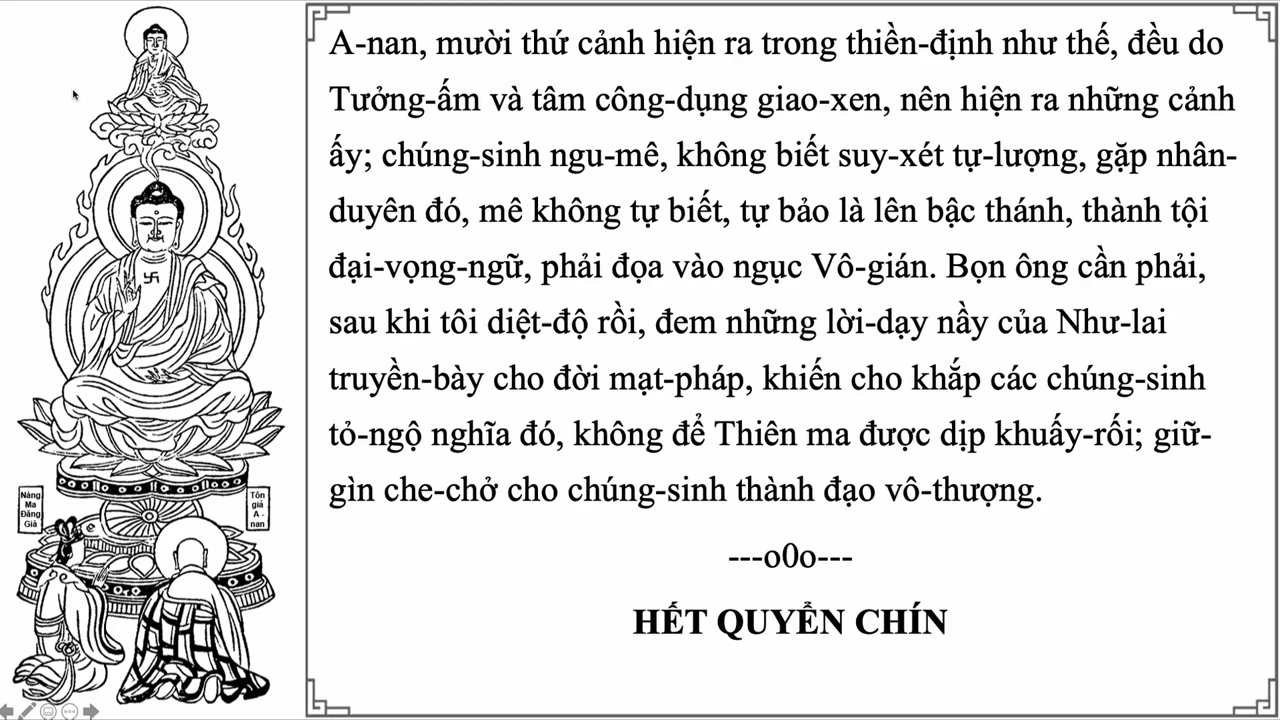 A-nan, mười thứ cảnh hiện ra trong thiền-định như thế, đều do
Tưởng-ấm và tâm công-dụng giao-xen, nên hiện ra những cảnh
ấy; chúng-sinh ngu-mê, không biết suy-xét tự-lượng, gặp nhân-
duyên đó, mê không tự biết, tự bảo là lên bậc thánh, thành tội
đại-vọng-ngữ, phải đọa vào ngục Vô-gián. Bọn ông cần phải,
sau khi tôi diệt-độ rồi, đem những lời-dạy nầy của Như-lai
truyền-bày cho đời mạt-pháp, khiến cho khắp các chúng-sinh
tỏ-ngộ nghĩa đó, không để Thiên ma được dịp khuấy-rối; giữ-
gìn che-chở cho chúng-sinh thành đạo vô-thượng.
---o0o---
HẾT QUYỂN CHÍN
Nàng
Ma
Đăng
Già
Tôn
giả
A -
nan